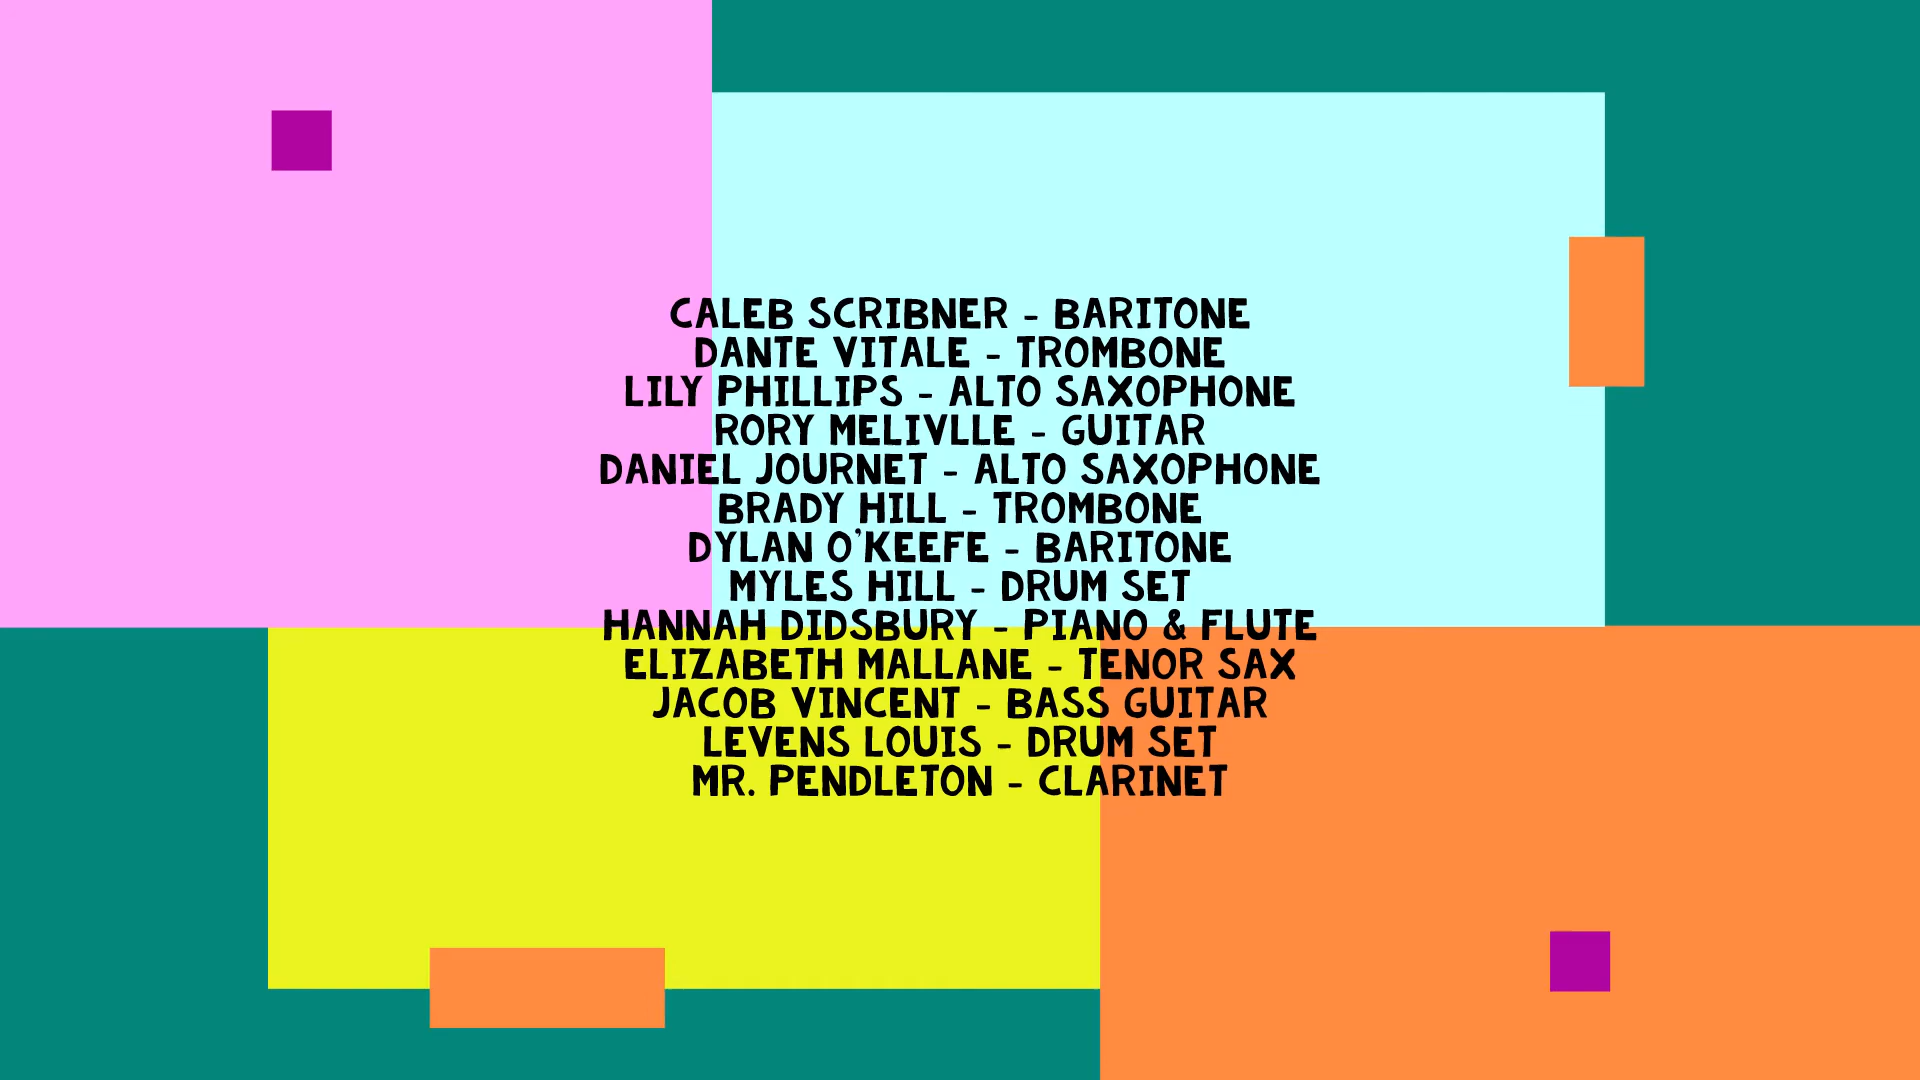 CALEB SCRIBNER - BARITONE
DANTE VITALE - TROMBONE
LILY PHILLIPS - ALTO SAXOPHONE
RORY MELIVLLE - GUITAR
DANIEL JOURNET - ALTO SAXOPHONE
BRADY HILL - TROMBONE
DYLAN O'KEEFE - BARITONE
MYLES HILL - DRUM SET
HANNAH DIDSBURY - PIANO & FLUTE
ELIZABETH MALLANE - TENOR SAX
JACOB VINCENT - BASS GUITAR
LEVENS LOUIS - DRUM SET
MR. PENDLETON - CLARINET